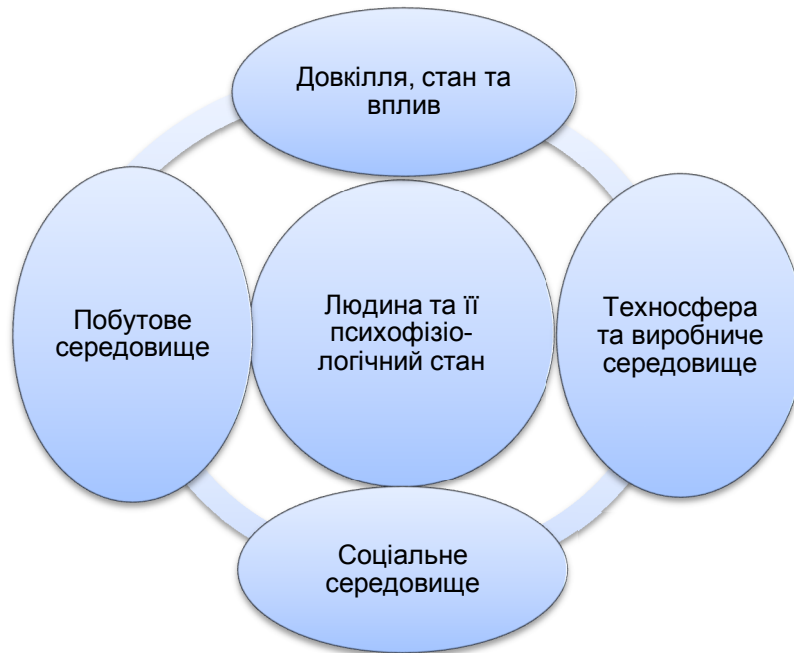 Довкілля, стан та
вплив
Побутове
середовище
Людина та її
психофізіо-
логічний стан
Техносфера
та виробниче
середовище
Соціальне
середовище